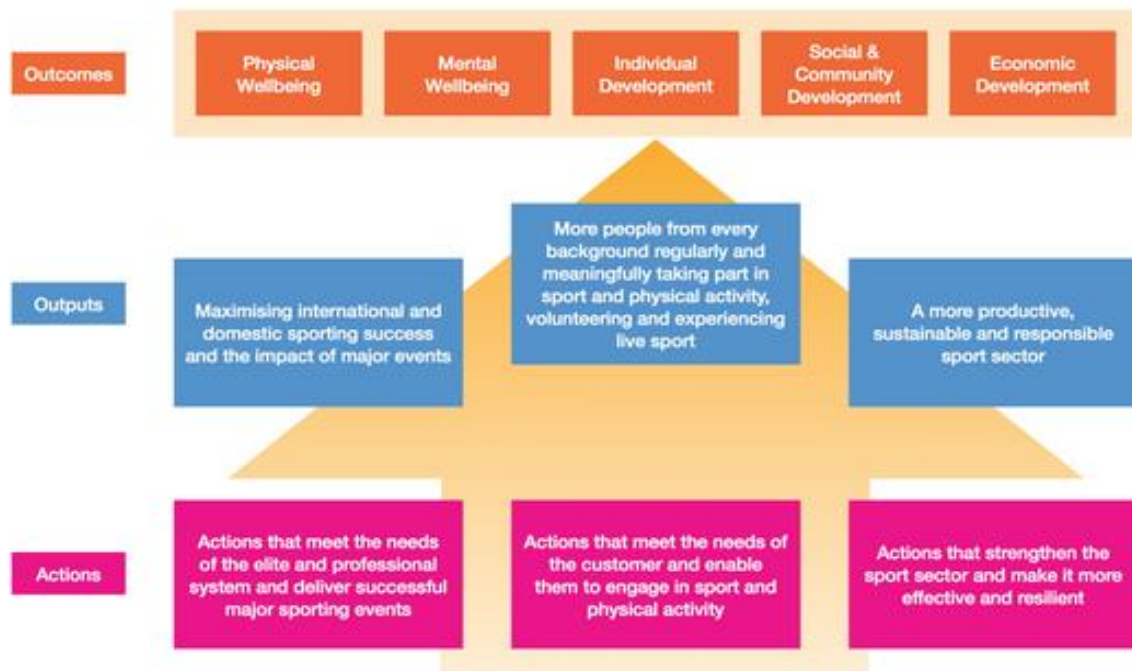 Outcomes
Physical
Wellbeing
Mental
Wellbeing
Individual
Development
Social &
Community
Development
Economic
Development
Outputs
Maximising international and
domestic sporting success
and the impact of major events
More people from every
background regularly and
meaningfully taking part in
sport and physical activity,
volunteering and experiencing
live sport
A more productive,
sustainable and responsible
sport sector
Actions
Actions that meet the needs
of the elite and professional
system and deliver successful
major sporting events
Actions that meet the needs of
the customer and enable
them to engage in sport and
physical activity
Actions that strengthen the
sport sector and make it more
effective and resilient